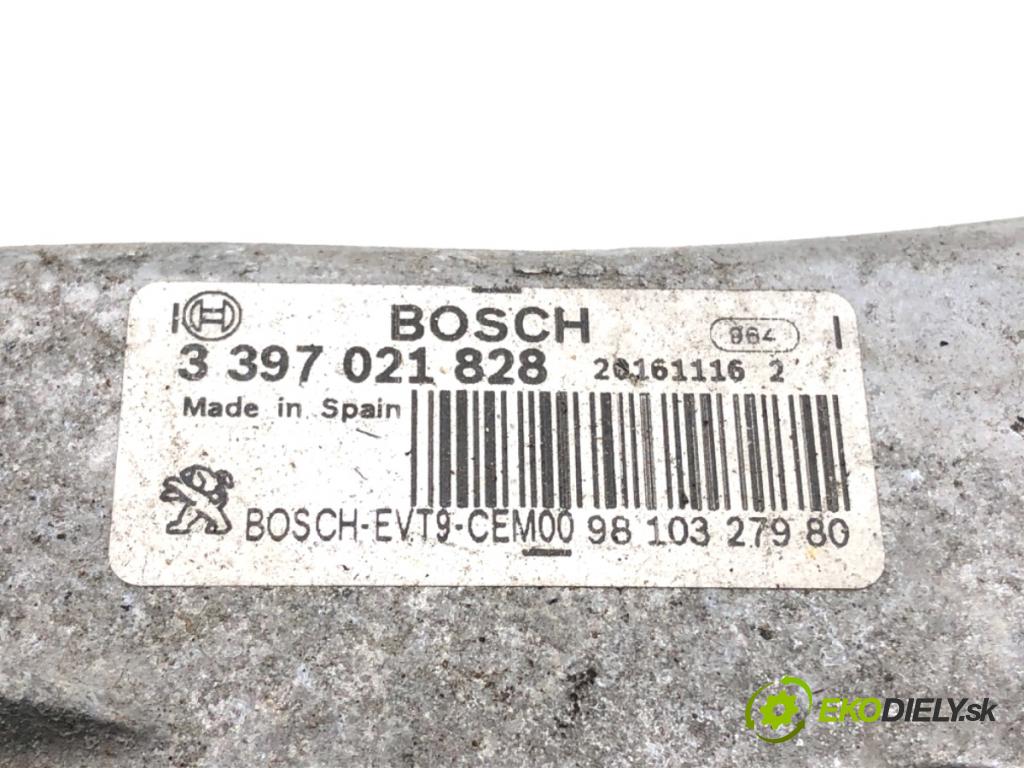 BOSCH 964
3 397 021 828 20161116 2
Made in Spain
BOSCH-EVT9-CEM00 98 103 279 80
EKODIELY.sk